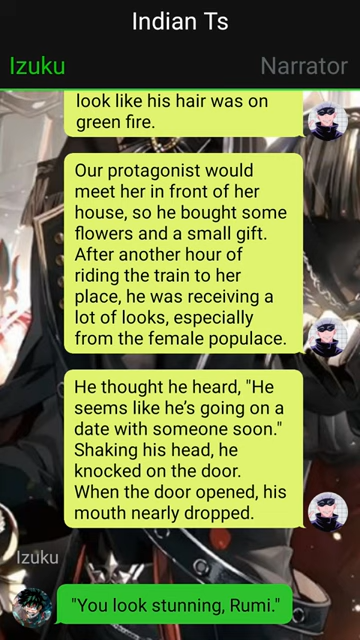 Indian Ts
Izuku
Narrator
look like his hair was on
green fire.
Our protagonist would
meet her in front of her
house, so he bought some
flowers and a small gift.
After another hour of
riding the train to her
place, he was receiving a
lot of looks, especially
from the female populace.
He thought he heard, "He
seems like he’s going on a
date with someone soon."
Shaking his head, he
knocked on the door.
When the door opened, his
mouth nearly dropped.
Izuku
"You look stunning, Rumi."